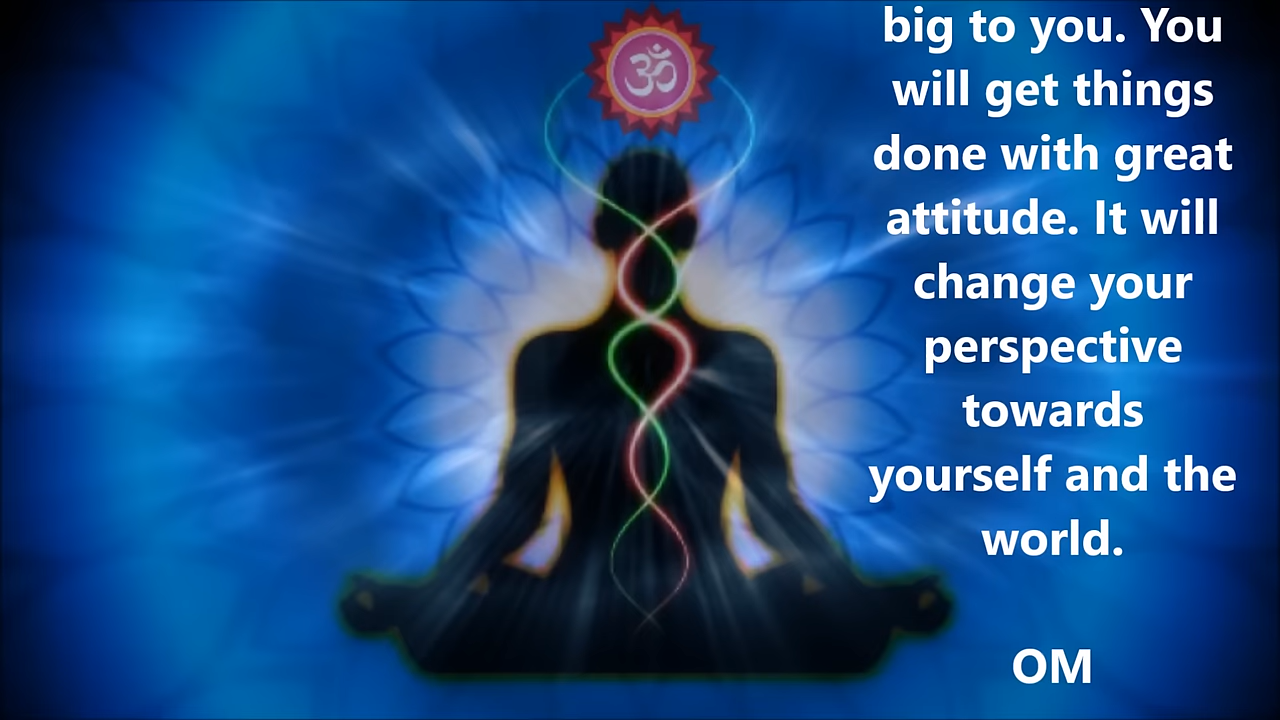 ॐ
big to you. You
will get things
done with great
attitude. It will
change your
perspective
towards
yourself and the
world.
OM